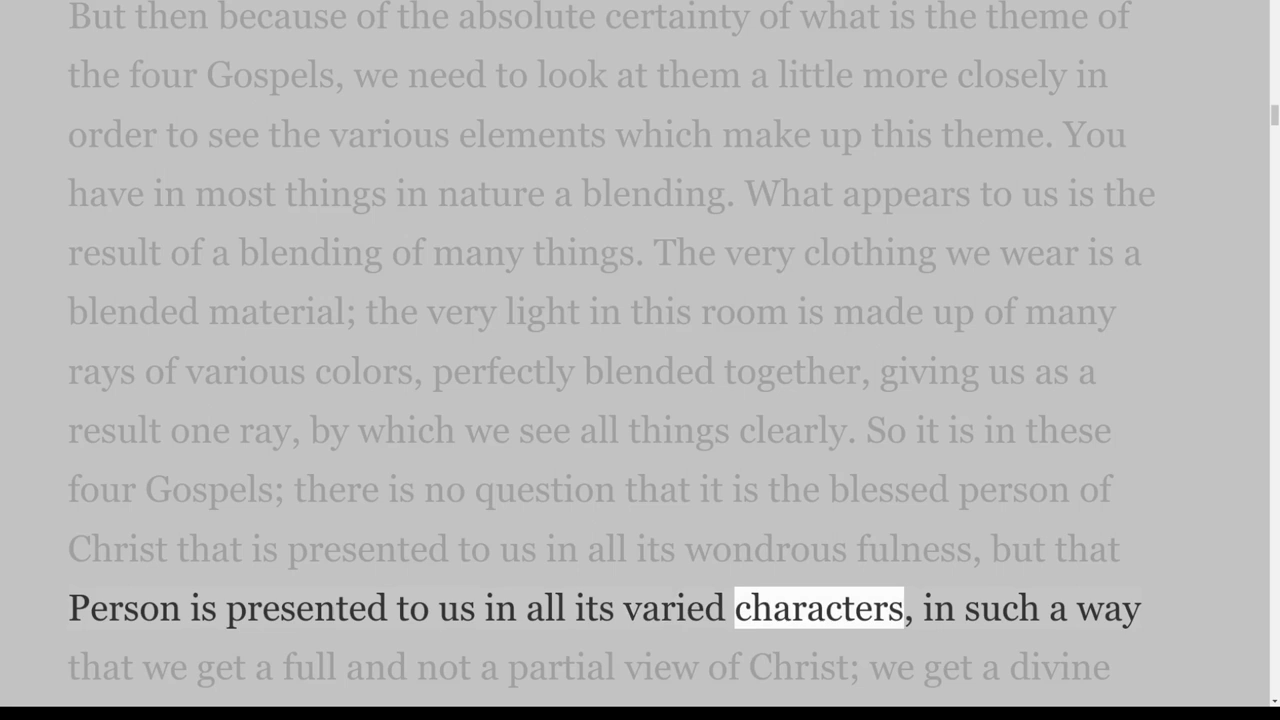 But then because of the absolute certainty of what is the theme of
the four Gospels, we need to look at them a little more closely in
order to see the various elements which make up this theme. You
have in most things in nature a blending. What appears to us is the
result of a blending of many things. The very clothing we wear is a
blended material; the very light in this room is made up of many
rays of various colors, perfectly blended together, giving us as a
result one ray, by which we see all things clearly. So it is in these
four Gospels; there is no question that it is the blessed person of
Christ that is presented to us in all its wondrous fulness, but that
Person is presented to us in all its varied characters, in such a way
that we get a full and not a partial view of Christ; we get a divine